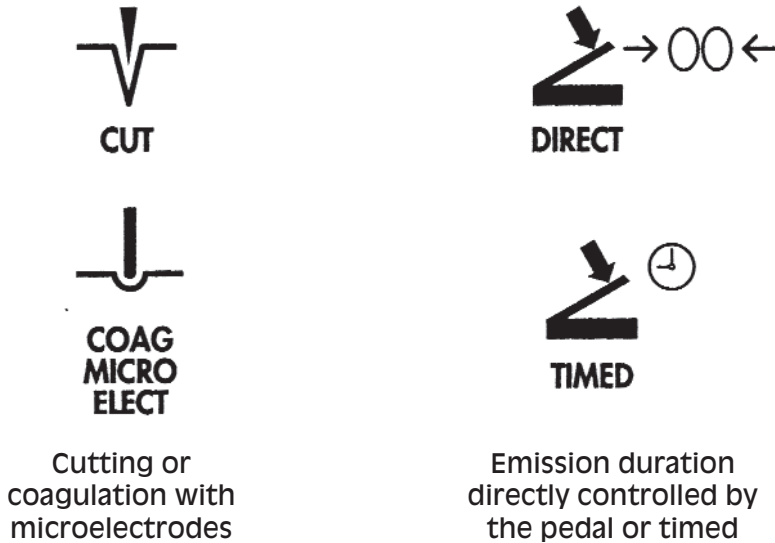 CUT
DIRECT
COAG
MICRO
ELECT
TIMED
Cutting or
coagulation with
microelectrodes
Emission duration
directly controlled by
the pedal or timed